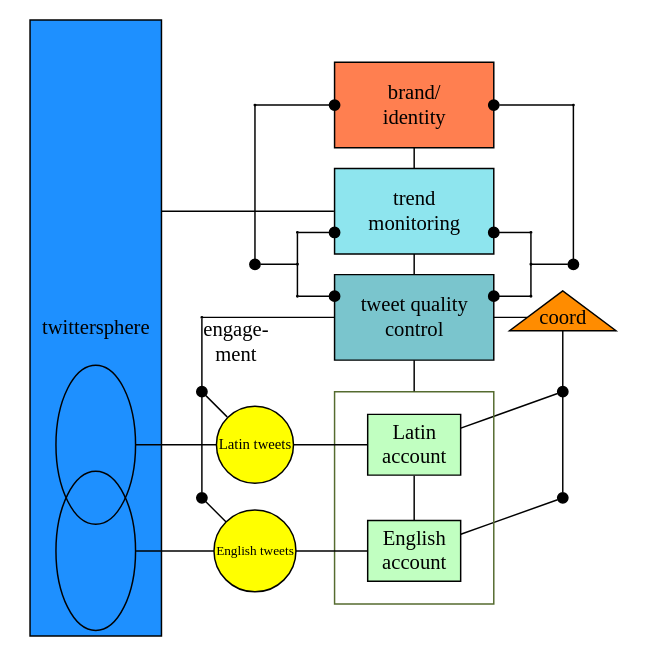 brand/
identity
trend
monitoring
tweet quality
control
coord
twittersphere
engage-
ment
Latin tweets
Latin
account
English tweets
English
account